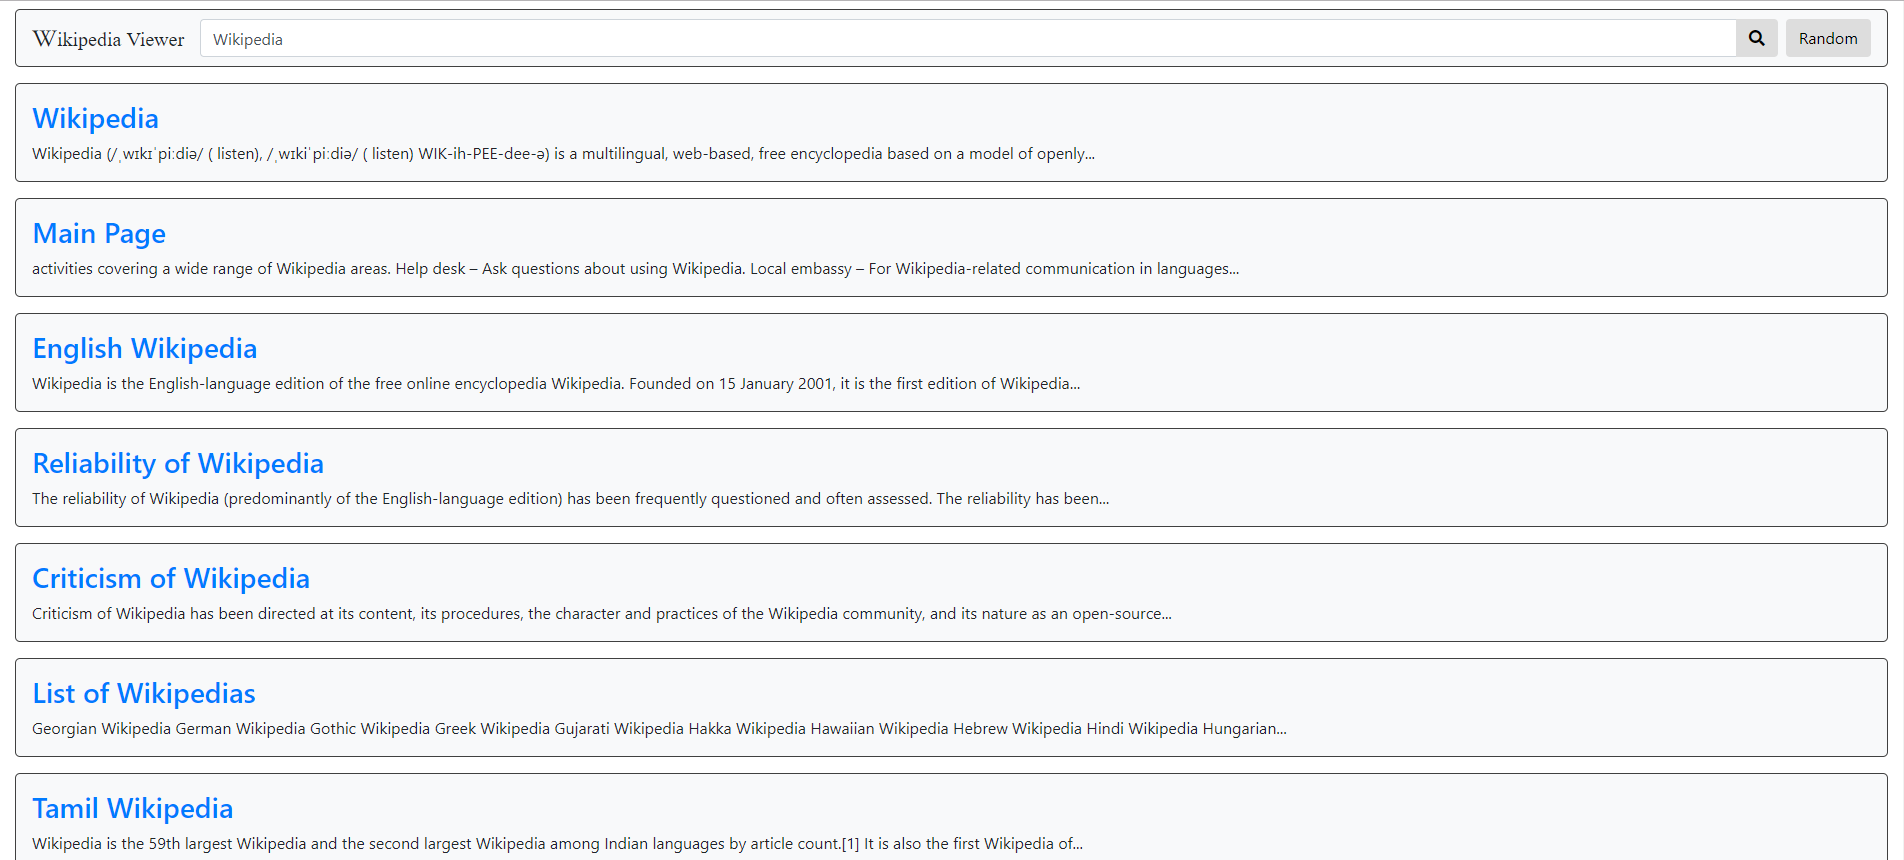 Wikipedia Viewer Wikipedia Random
Wikipedia
Wikipedia (/ˌwɪkɪˈpiːdiə/ ( listen), /ˌwɪkiˈpiːdiə/ ( listen) WIK-ih-PEE-dee-ə) is a multilingual, web-based, free encyclopedia based on a model of openly...
Main Page
activities covering a wide range of Wikipedia areas. Help desk – Ask questions about using Wikipedia. Local embassy – For Wikipedia-related communication in languages...
English Wikipedia
Wikipedia is the English-language edition of the free online encyclopedia Wikipedia. Founded on 15 January 2001, it is the first edition of Wikipedia...
Reliability of Wikipedia
The reliability of Wikipedia (predominantly of the English-language edition) has been frequently questioned and often assessed. The reliability has been...
Criticism of Wikipedia
Criticism of Wikipedia has been directed at its content, its procedures, the character and practices of the Wikipedia community, and its nature as an open-source...
List of Wikipedias
Georgian Wikipedia German Wikipedia Gothic Wikipedia Greek Wikipedia Gujarati Wikipedia Hakka Wikipedia Hawaiian Wikipedia Hebrew Wikipedia Hindi Wikipedia Hungarian...
Tamil Wikipedia
Wikipedia is the 59th largest Wikipedia and the second largest Wikipedia among Indian languages by article count.[1] It is also the first Wikipedia of...